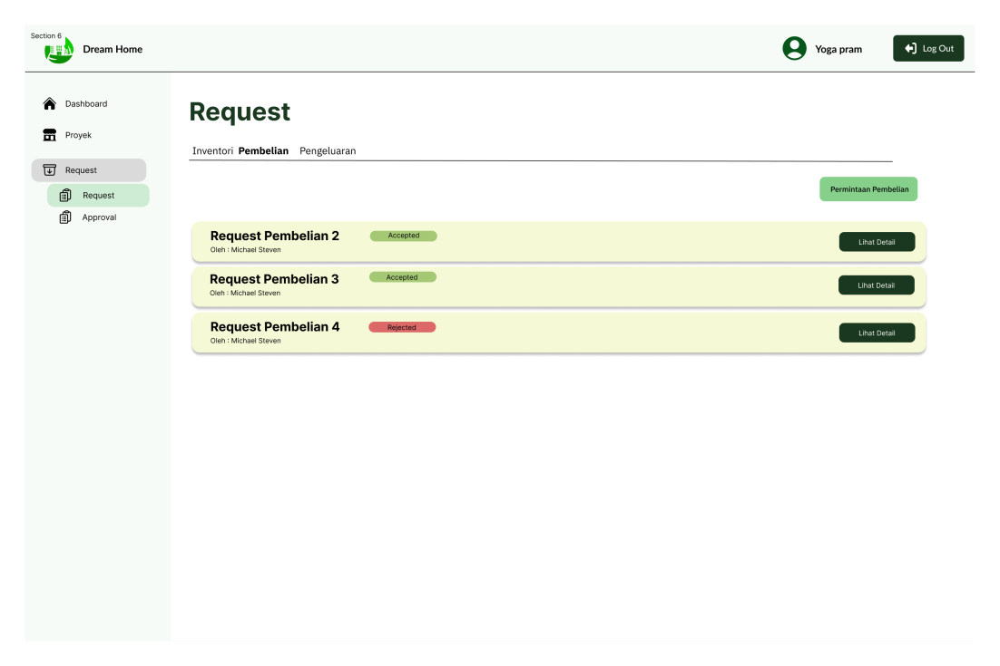 Section 6
Dream Home
Yoga pram
Log Out
Dashboard
Proyek
Request
Request
Approval
Request
Inventori Pembelian Pengeluaran
Permintaan Pembelian
Request Pembelian 2 Accepted
Oleh : Michael Steven
Lihat Detail
Request Pembelian 3 Accepted
Oleh : Michael Steven
Lihat Detail
Request Pembelian 4 Rejected
Oleh : Michael Steven
Lihat Detail